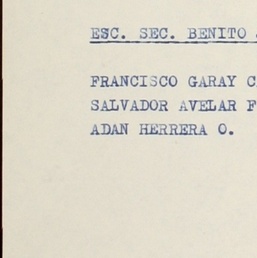 ESC. SEC. BENITO
FRANCISCO GARAY C
SALVADOR AVELAR F
ADAN HERRERA O.